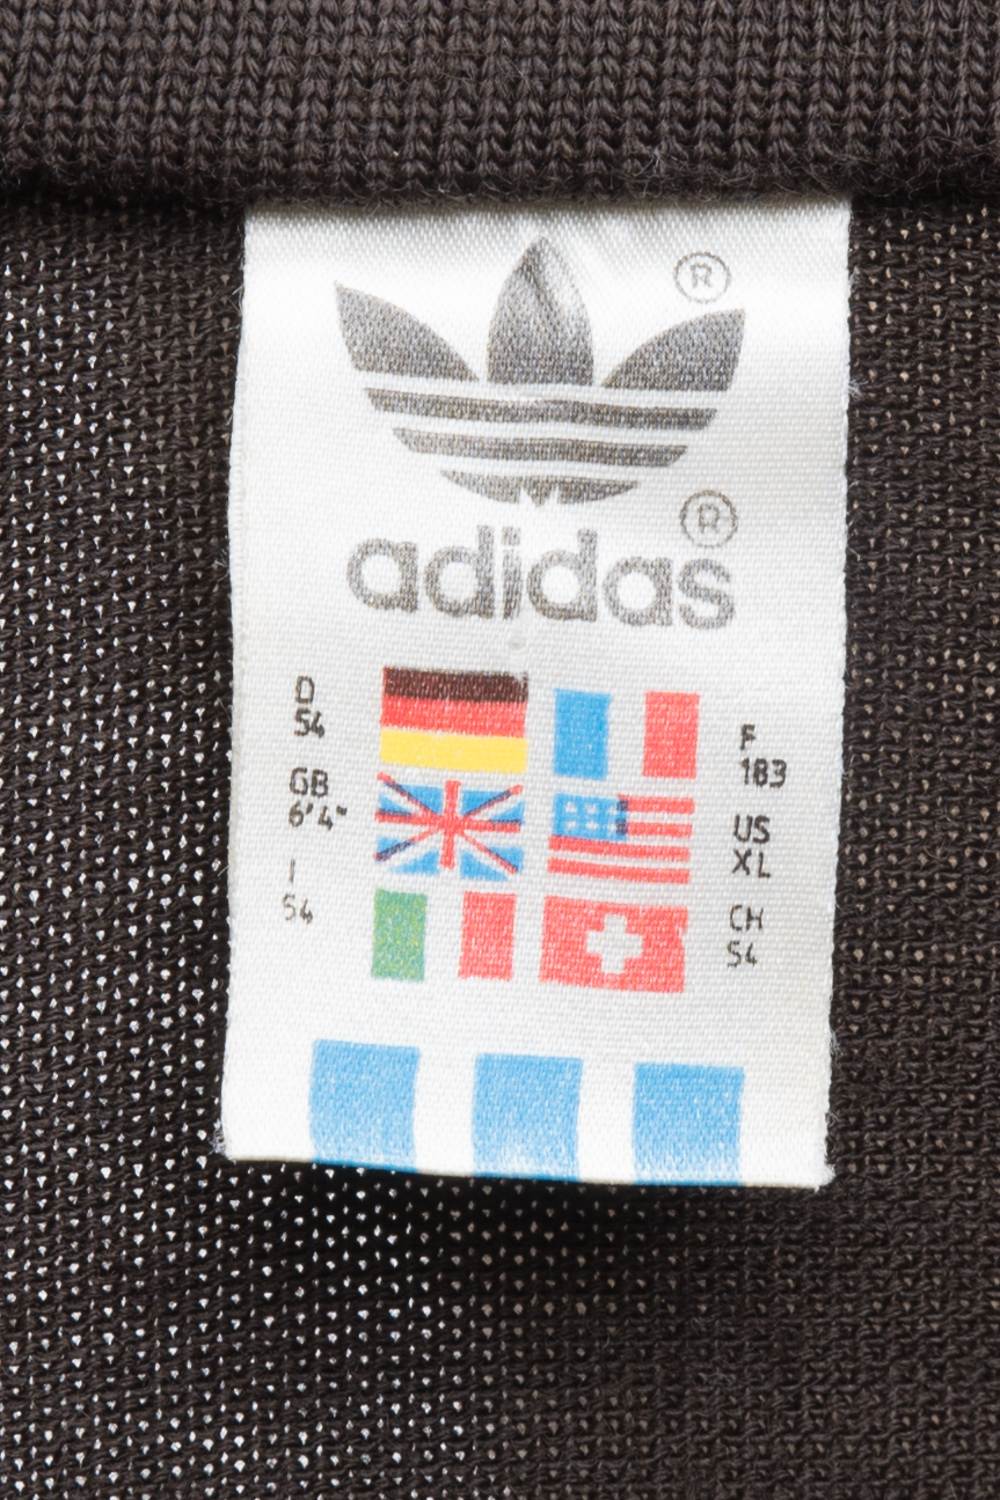 ®
®
adidas
D
54
GB
6'4"
I
54
F
183
US
XL
CH
54